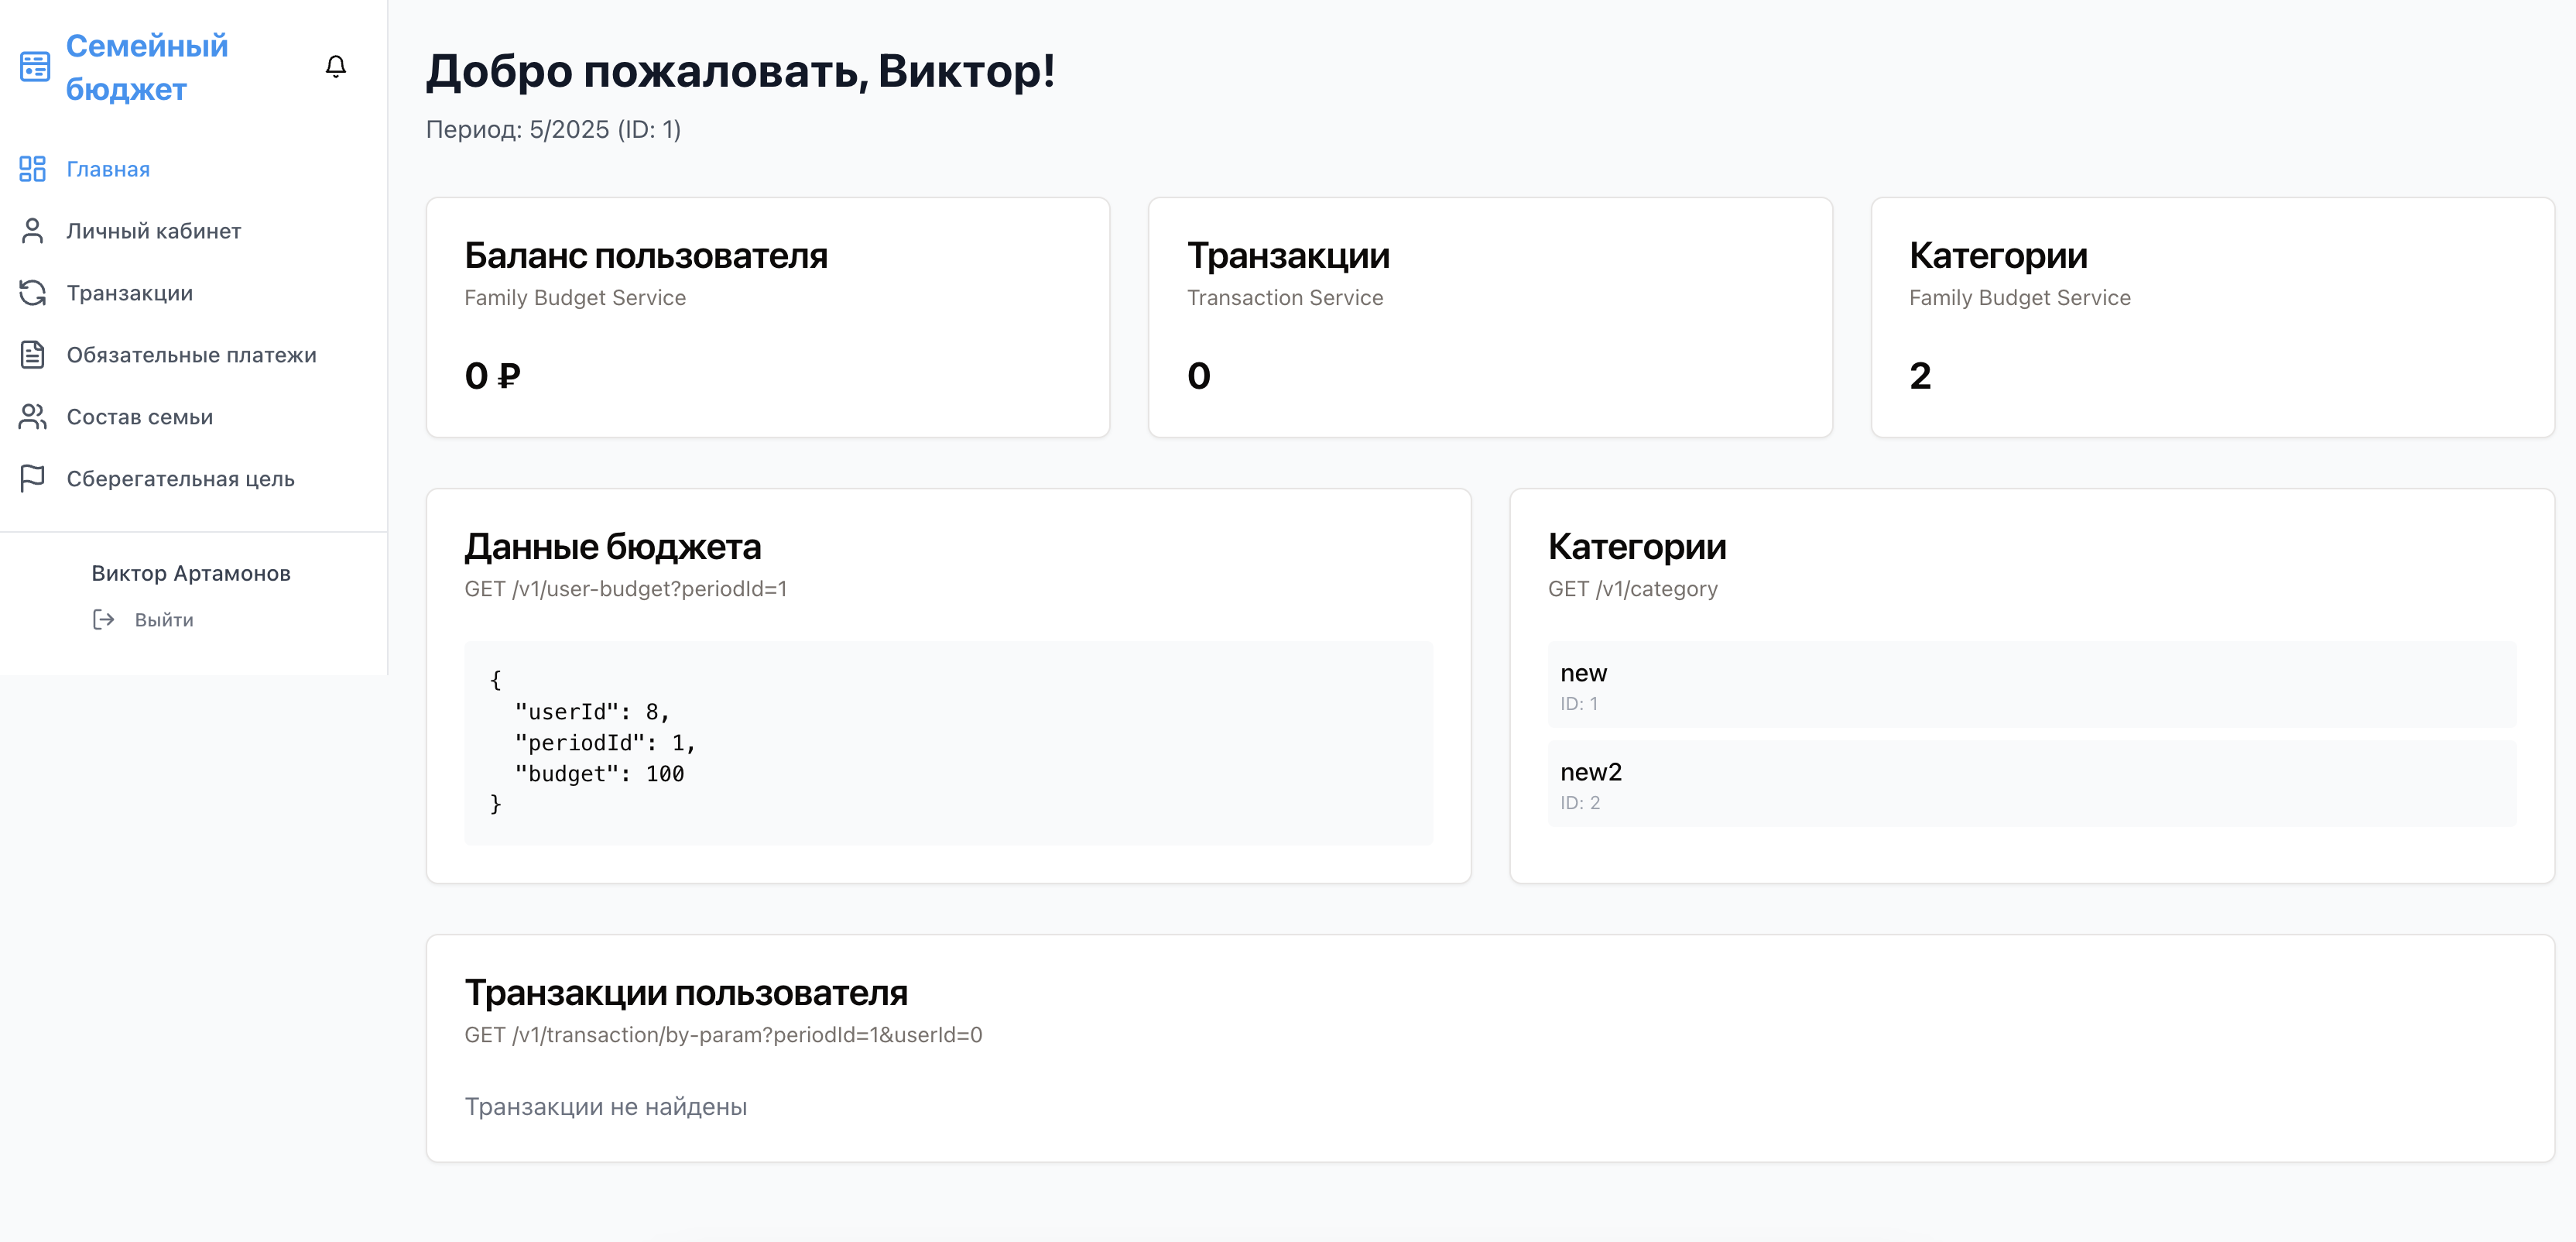 Семейный
бюджет
Главная
Личный кабинет
Транзакции
Обязательные платежи
Состав семьи
Сберегательная цель
Виктор Артамонов
Выйти
Добро пожаловать, Виктор!
Период: 5/2025 (ID: 1)
Баланс пользователя
Family Budget Service
0 ₽
Транзакции
Transaction Service
0
Категории
Family Budget Service
2
Данные бюджета
GET /v1/user-budget?periodId=1
{
"userId": 8,
"periodId": 1,
"budget": 100
}
Категории
GET /v1/category
new
ID: 1
new2
ID: 2
Транзакции пользователя
GET /v1/transaction/by-param?periodId=1&userId=0
Транзакции не найдены